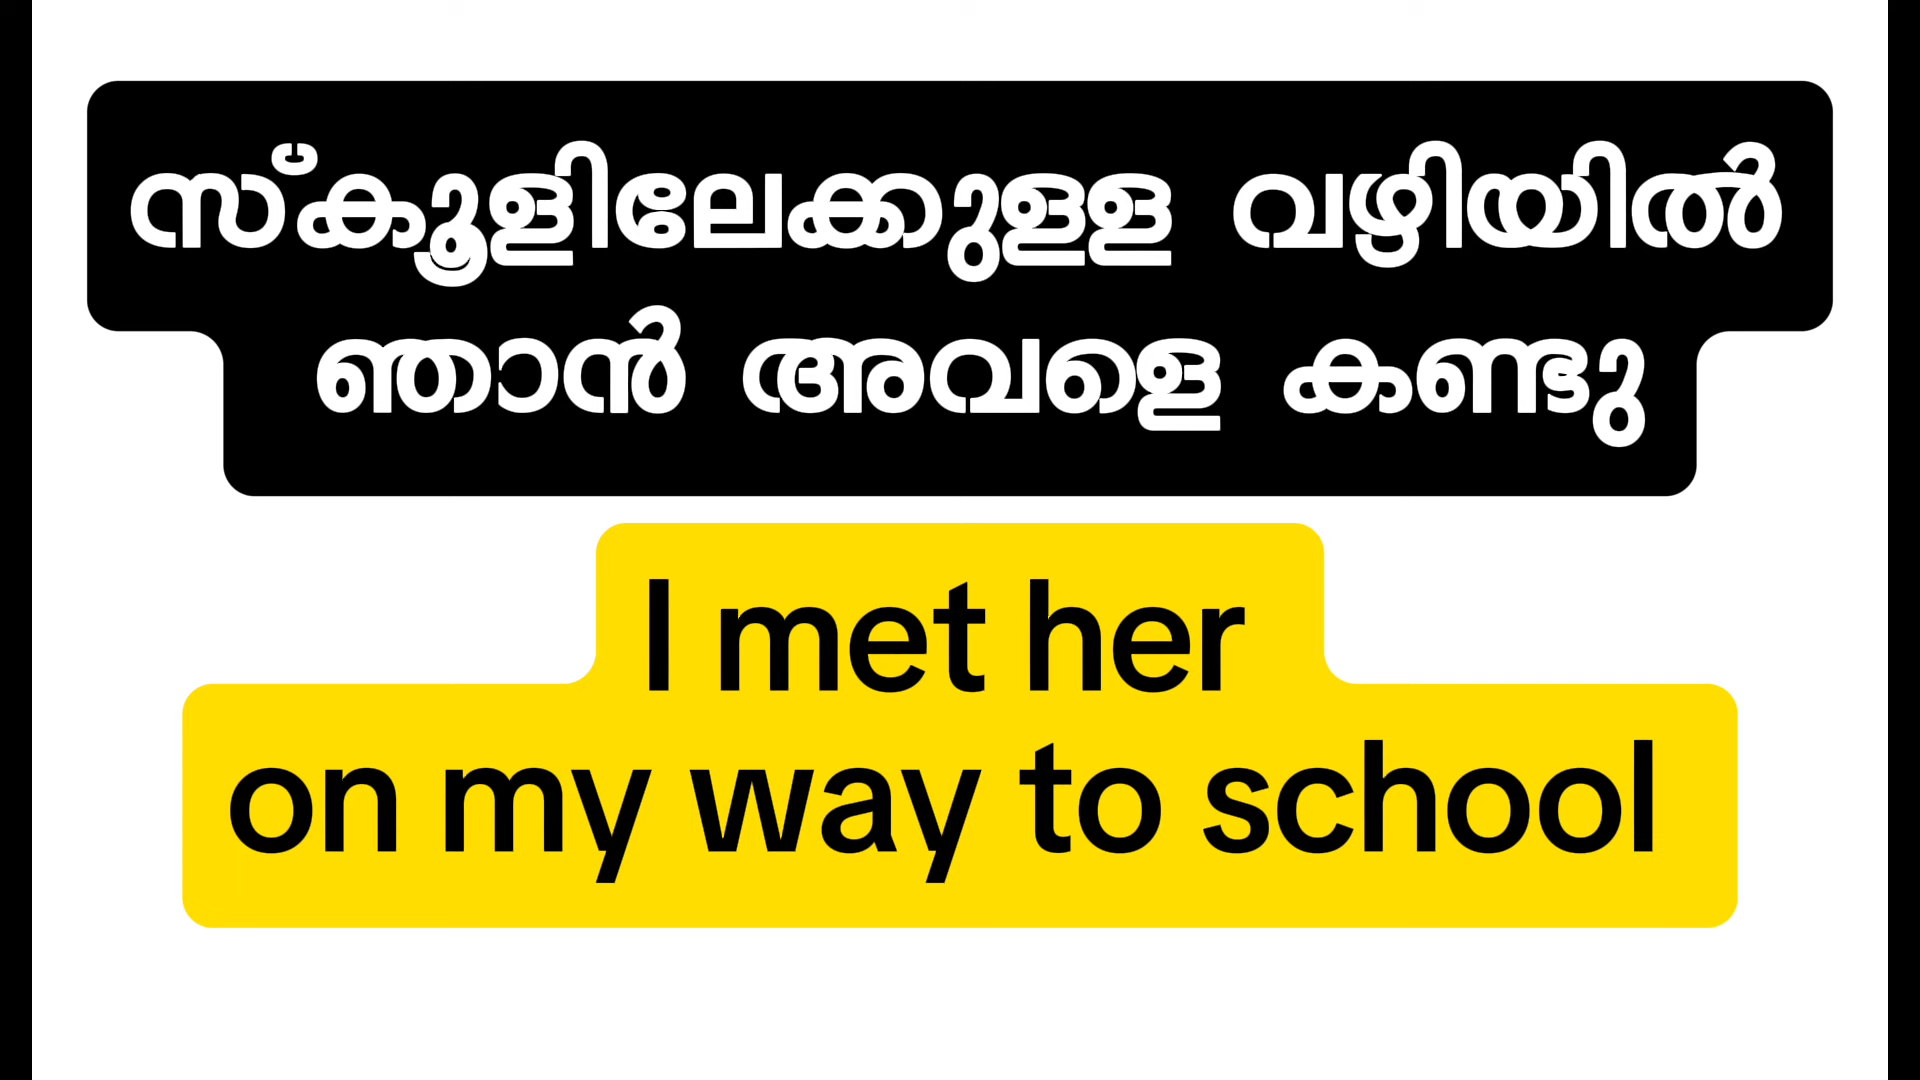 സ്കൂളിലേക്കുള്ള വഴിയിൽ
ഞാൻ അവളെ കണ്ടു
I met her
on my way to school